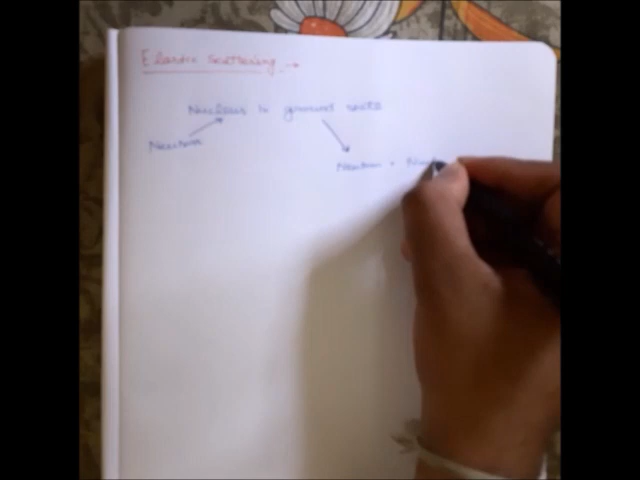 Elastic Scattering →
Nucleus in ground state
Neutron
Neutron +